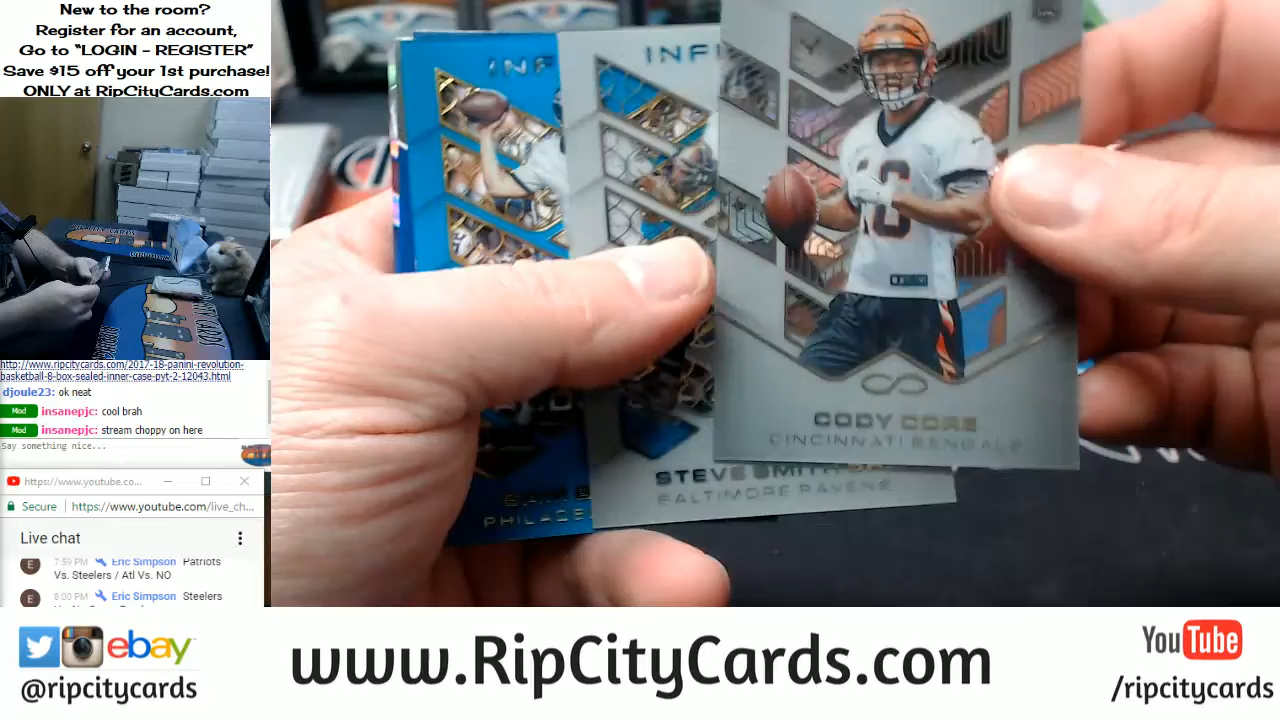 New to the room?
Register for an account,
Go to "LOGIN - REGISTER"
Save $15 off your 1st purchase!
ONLY at RipCityCards.com
http://www.ripcitycards.com/2017-18-panini-revolution-
basketball-8-box-sealed-inner-case-pyt-2-12043.html
djoule23: ok neat
Mod insanepjc: cool brah
Mod insanepjc: stream choppy on here
Say something nice...
https://www.youtube.co...
Secure https://www.youtube.com/live_ch...
Live chat
E 7:59 PM Eric Simpson Patriots
Vs. Steelers / Atl Vs. NO
E 8:00 PM Eric Simpson Steelers
INF
INFI
CODY CORE
CINCINNATI BENGALS
STEVE SMITH
BALTIMORE RAVENS
SAM
PHILADE
ebay
@ripcitycards
www.RipCityCards.com
YouTube
/ripcitycards